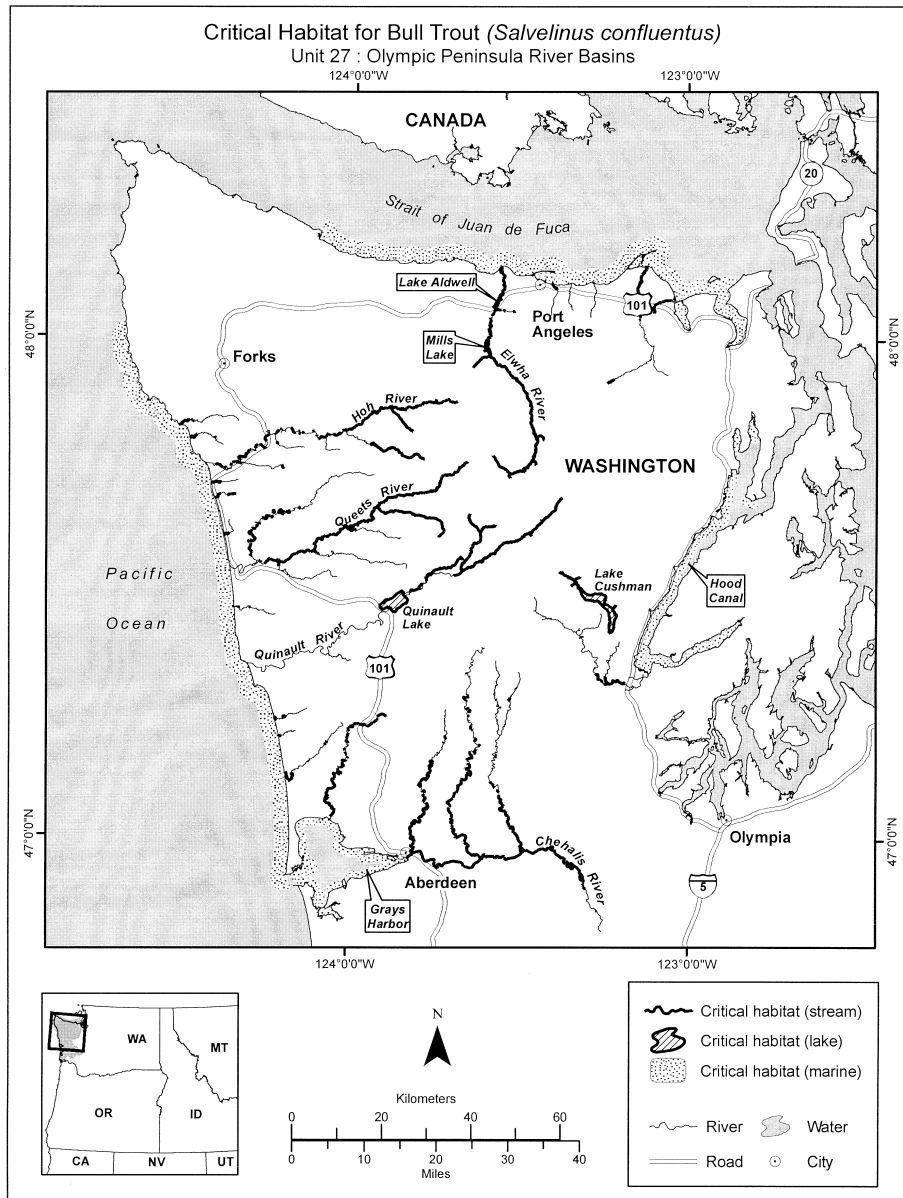 Critical Habitat for Bull Trout (Salvelinus confluentus)
Unit 27 : Olympic Peninsula River Basins
124°0'0"W
123°0'0"W
CANADA
20
Strait of Juan de Fuca
Lake Aldwell
Port
Angeles
101
48°0'0"N
48°0'0"N
Mills
Lake
Forks
Elwha River
Hoh River
WASHINGTON
Queets River
Pacific
Ocean
Lake
Cushman
Hood
Canal
Quinault
Lake
Quinault River
101
47°0'0"N
47°0'0"N
Chehalls River
Olympia
Aberdeen
5
Grays
Harbor
124°0'0"W
123°0'0"W
WA
MT
OR
ID
CA
NV
UT
N
Kilometers
0 20 40 60
0 10 20 30 40
Miles
Critical habitat (stream)
Critical habitat (lake)
Critical habitat (marine)
River
Water
Road
City